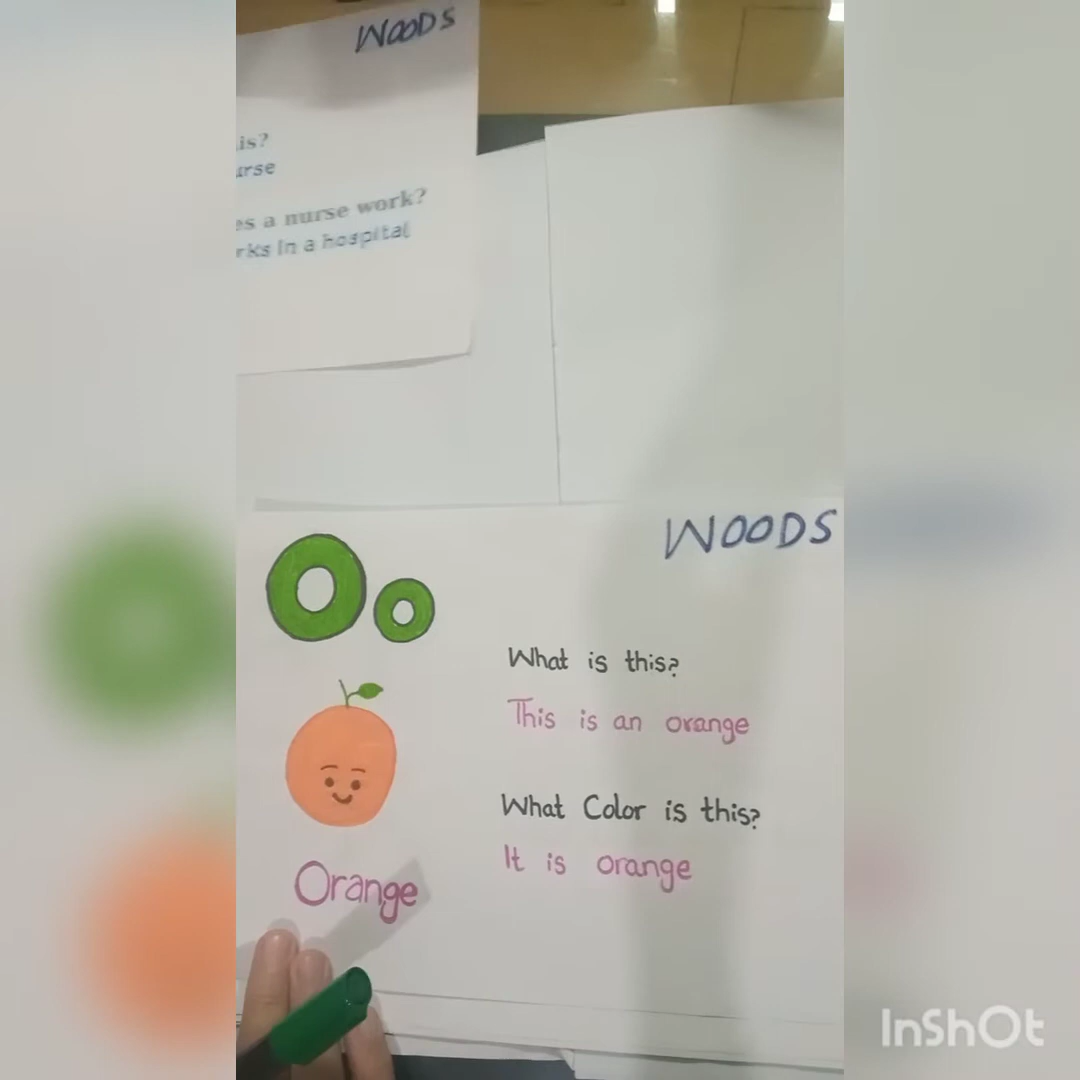 WOODS
is?
urse
es a nurse work?
rks in a hospital
WOODS
Oo
What is this?
This is an orange
What Color is this?
It is orange
Orange
InShOt